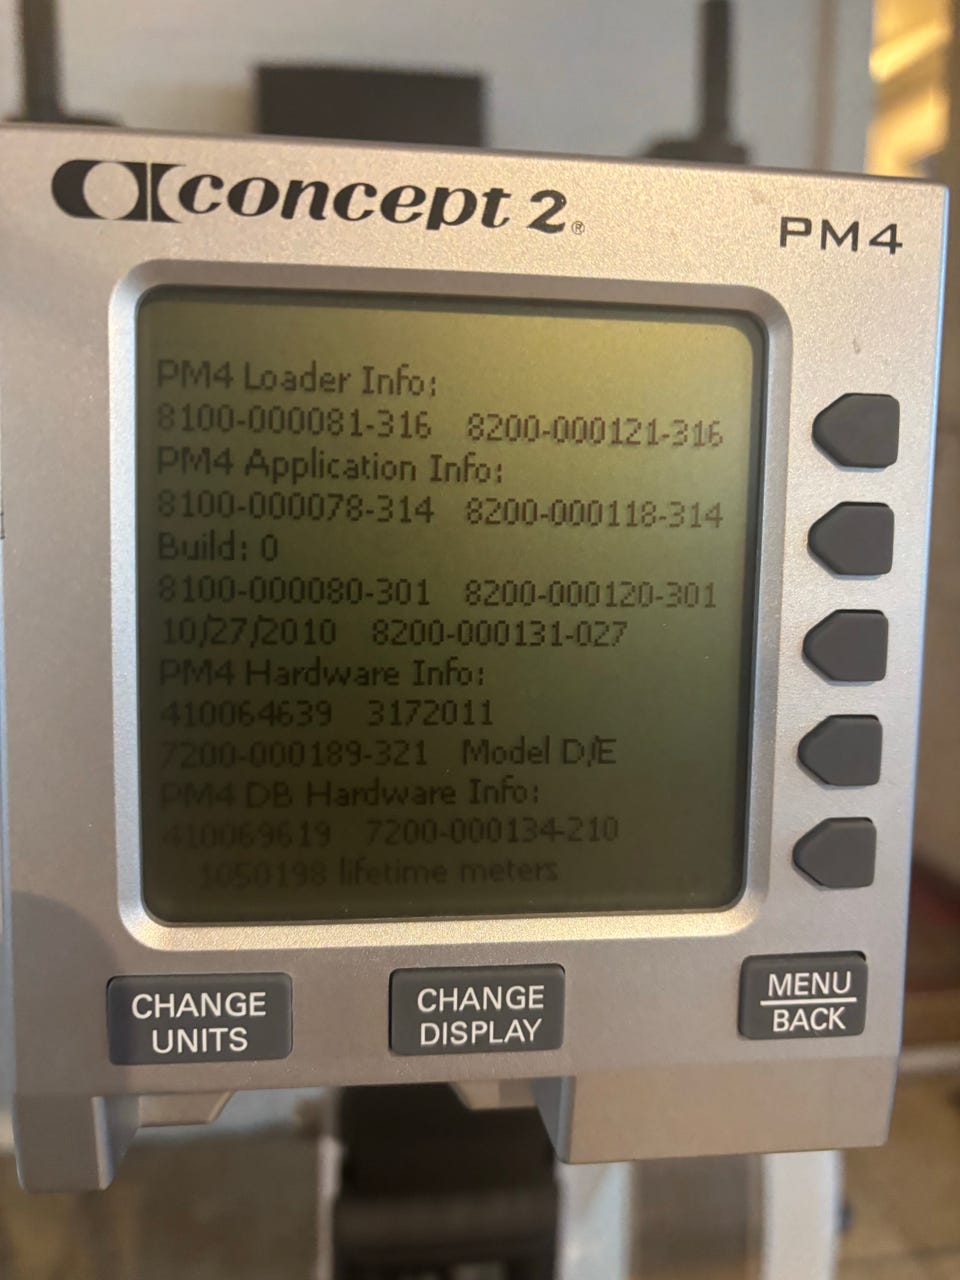 concept 2®
PM4
PM4 Loader Info:
8100-000081-316 8200-000121-316
PM4 Application Info:
8100-000078-314 8200-000118-314
Build: 0
8100-000080-301 8200-000120-301
10/27/2010 8200-000131-027
PM4 Hardware Info:
410064639 3172011
7200-000189-321 Model D/E
PM4 DB Hardware Info:
410069619 7200-000134-210
1050198 lifetime meters
CHANGE
UNITS
CHANGE
DISPLAY
MENU
BACK